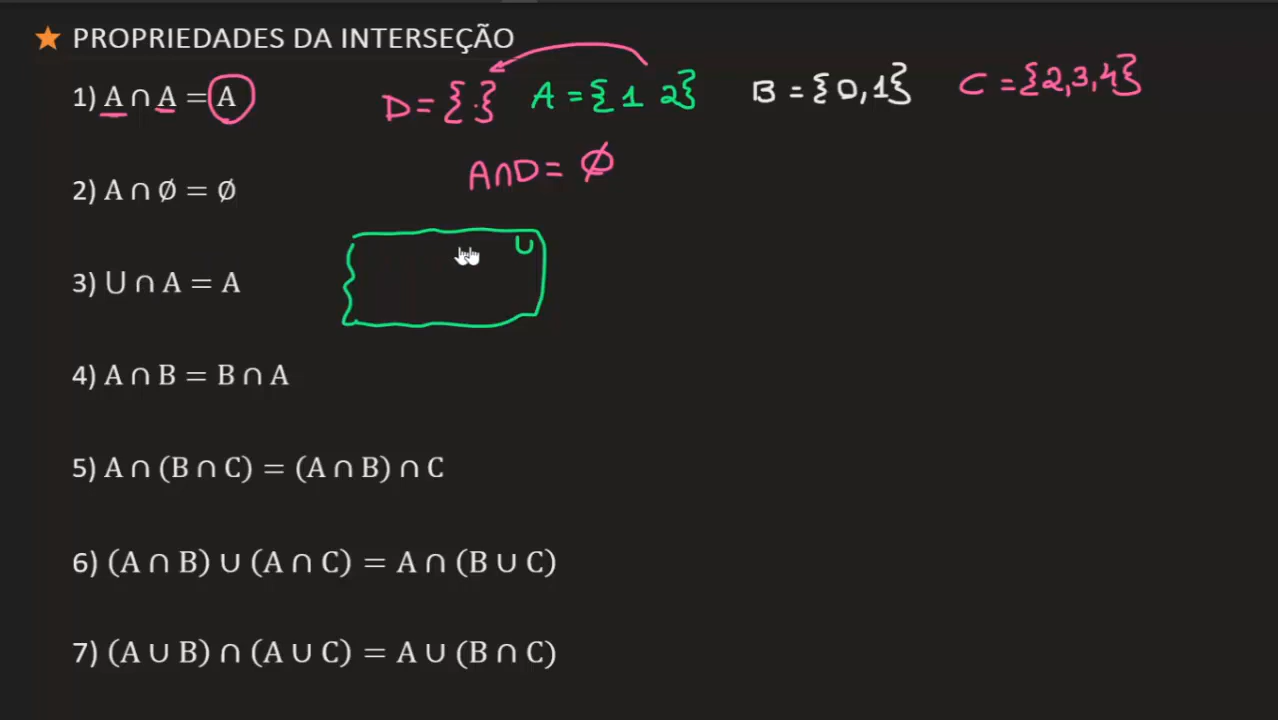 PROPRIEDADES DA INTERSEÇÃO
1) A ∩ A = A
D = {.} A = {1 2} B = {0,1} C = {2,3,4}
A∩D = ∅
2) A ∩ ∅ = ∅
U
3) U ∩ A = A
4) A ∩ B = B ∩ A
5) A ∩ (B ∩ C) = (A ∩ B) ∩ C
6) (A ∩ B) ∪ (A ∩ C) = A ∩ (B ∪ C)
7) (A ∪ B) ∩ (A ∪ C) = A ∪ (B ∩ C)